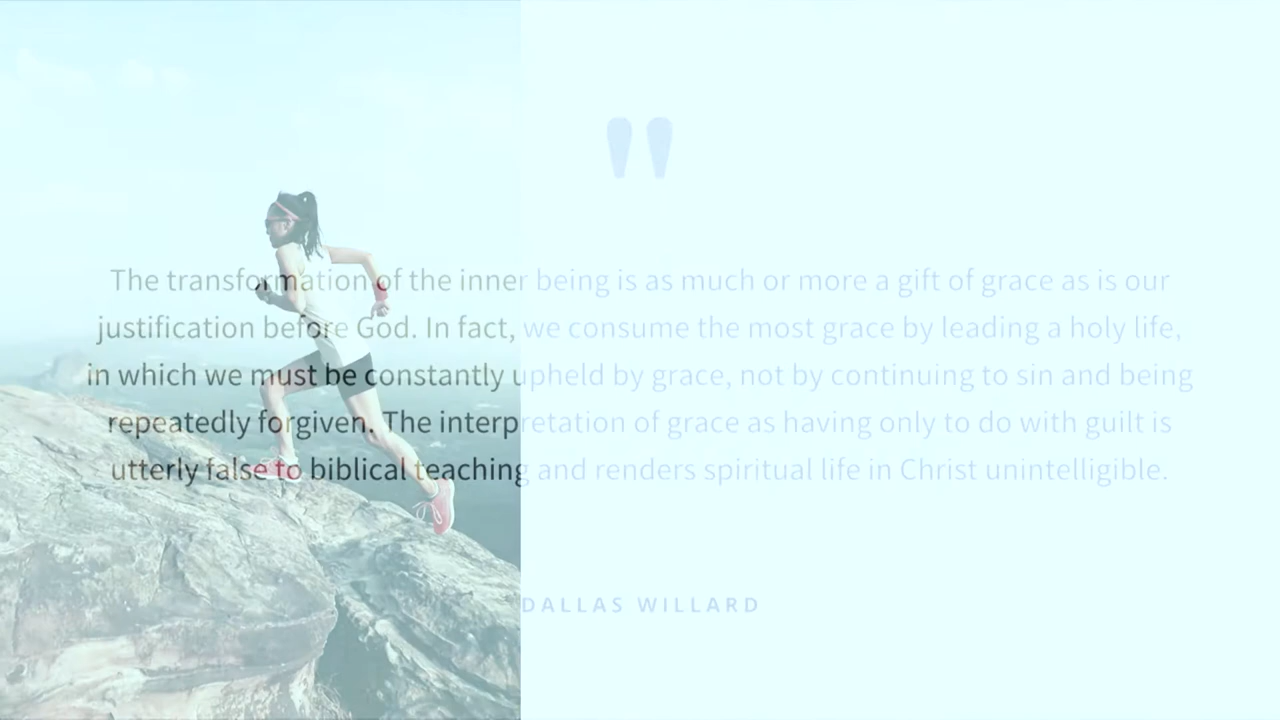 "
The transformation of the inner being is as much or more a gift of grace as is our
justification before God. In fact, we consume the most grace by leading a holy life,
in which we must be constantly upheld by grace, not by continuing to sin and being
repeatedly forgiven. The interpretation of grace as having only to do with guilt is
utterly false to biblical teaching and renders spiritual life in Christ unintelligible.
DALLAS WILLARD